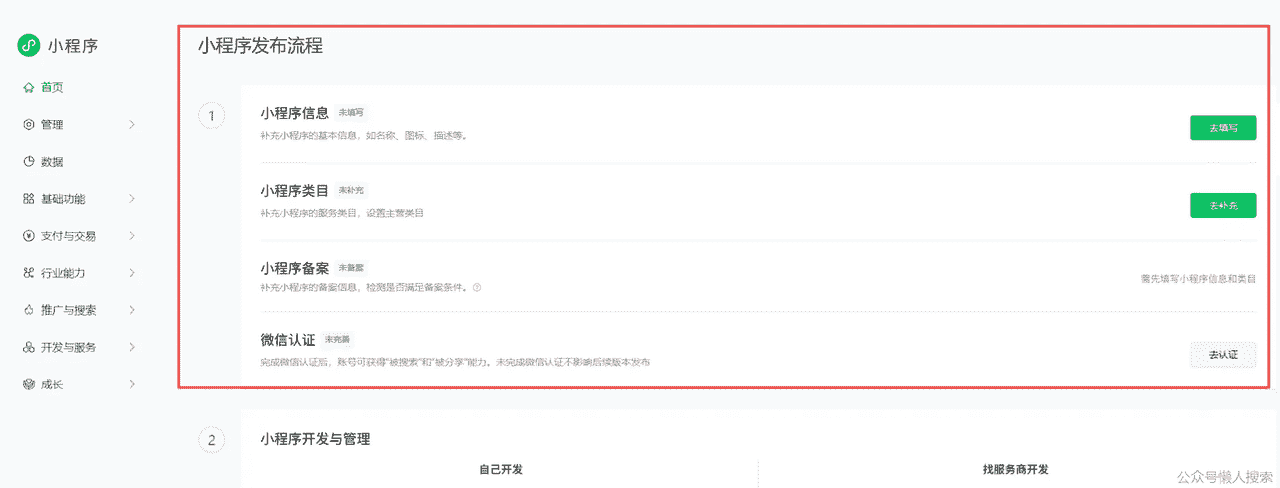 小程序
首页
管理
数据
基础功能
支付与交易
行业能力
推广与搜索
开发与服务
成长
小程序发布流程
1
小程序信息 未填写
补充小程序的基本信息，如名称、图标、描述等。
去填写
小程序类目 未补充
补充小程序的服务类目，设置主营类目
去补充
小程序备案 未备案
补充小程序的备案信息，检测是否满足备案条件。
需先填写小程序信息和类目
微信认证 未完善
完成微信认证后，账号可获得“被搜索”和“被分享”能力。未完成微信认证不影响后续版本发布
去认证
2
小程序开发与管理
自己开发
找服务商开发
公众号懒人搜索